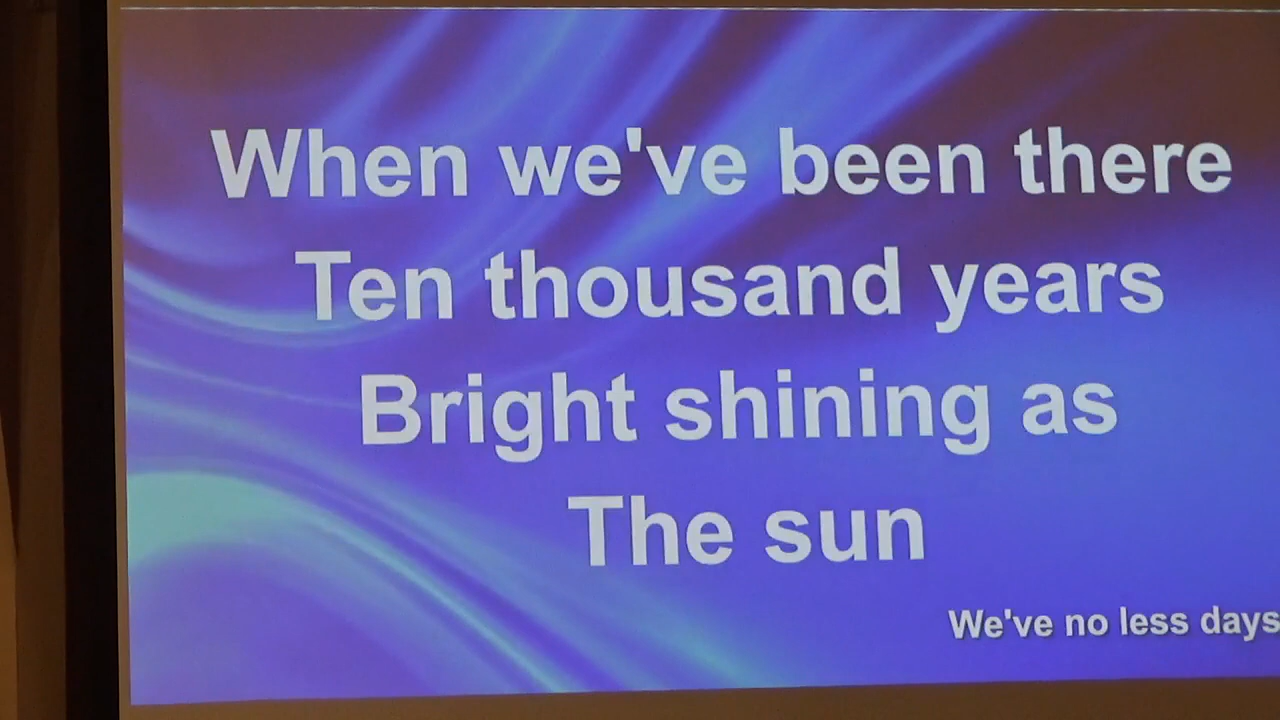 When we've been there
Ten thousand years
Bright shining as
The sun
We've no less days